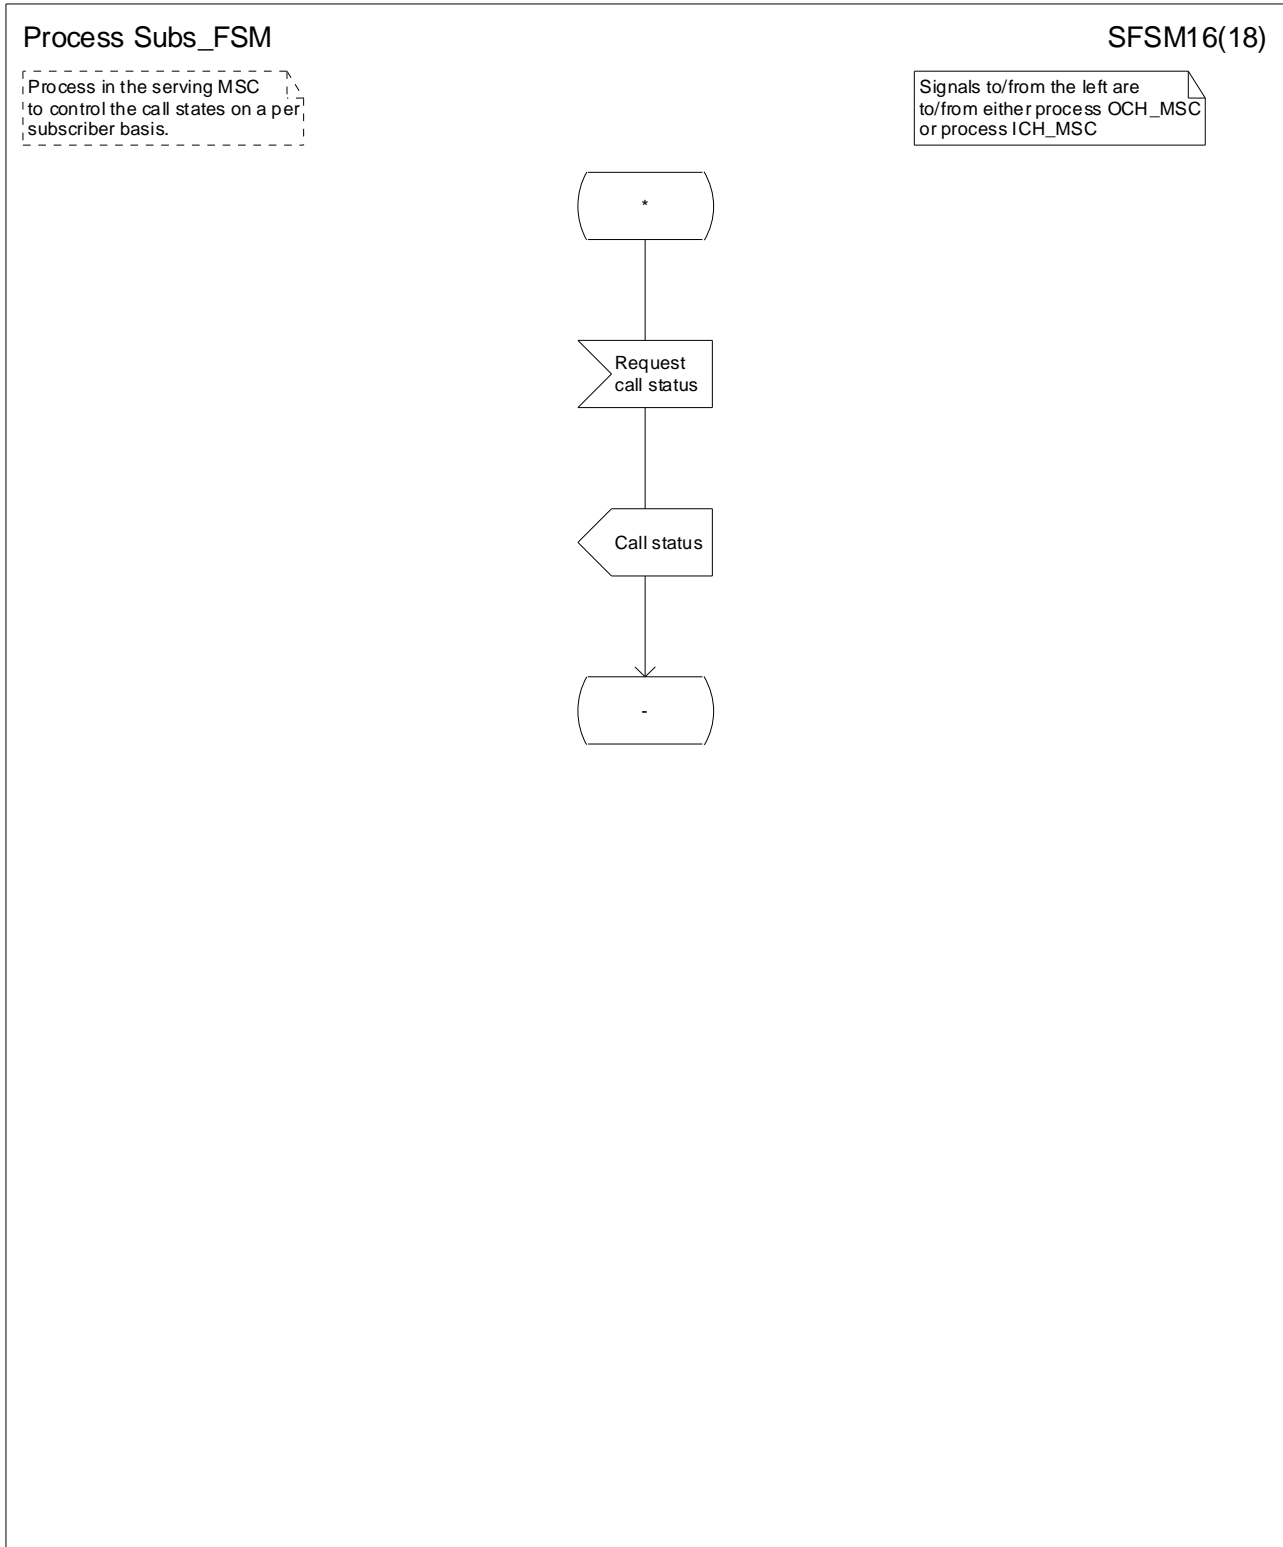 Process Subs_FSM
SFSM16(18)
Process in the serving MSC
to control the call states on a per
subscriber basis.
Signals to/from the left are
to/from either process OCH_MSC
or process ICH_MSC
*
Request
call status
Call status
-